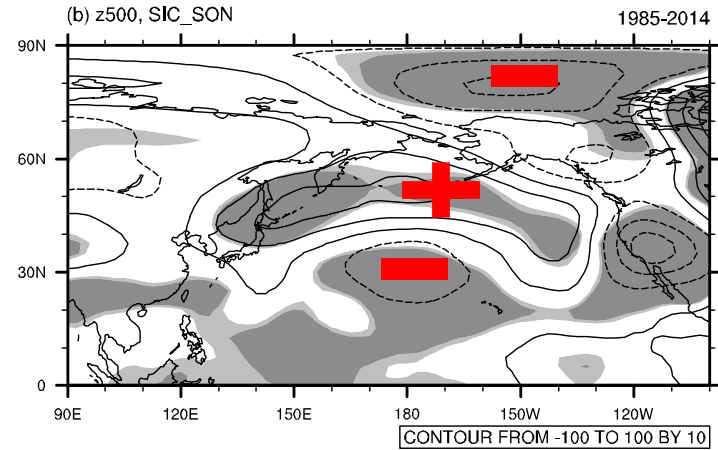 (b) z500, SIC_SON 1985-2014
90N
60N
30N
0
90E 120E 150E 180 150W 120W
CONTOUR FROM -100 TO 100 BY 10